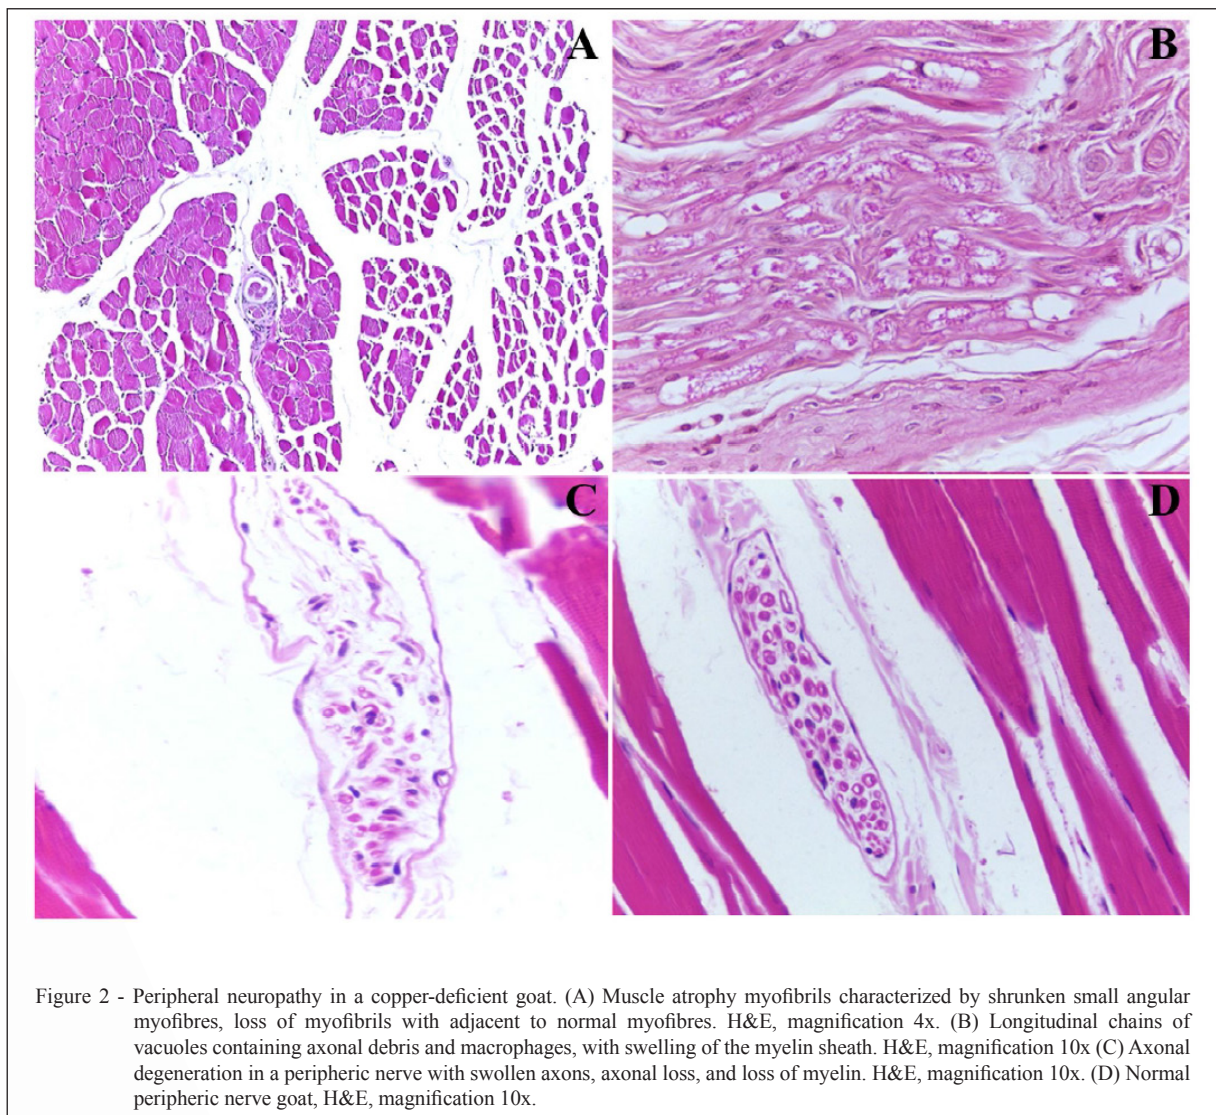 A
B
C
D
Figure 2 - Peripheral neuropathy in a copper-deficient goat. (A) Muscle atrophy myofibrils characterized by shrunken small angular
myofibres, loss of myofibrils with adjacent to normal myofibres. H&E, magnification 4x. (B) Longitudinal chains of
vacuoles containing axonal debris and macrophages, with swelling of the myelin sheath. H&E, magnification 10x (C) Axonal
degeneration in a peripheric nerve with swollen axons, axonal loss, and loss of myelin. H&E, magnification 10x. (D) Normal
peripheric nerve goat, H&E, magnification 10x.